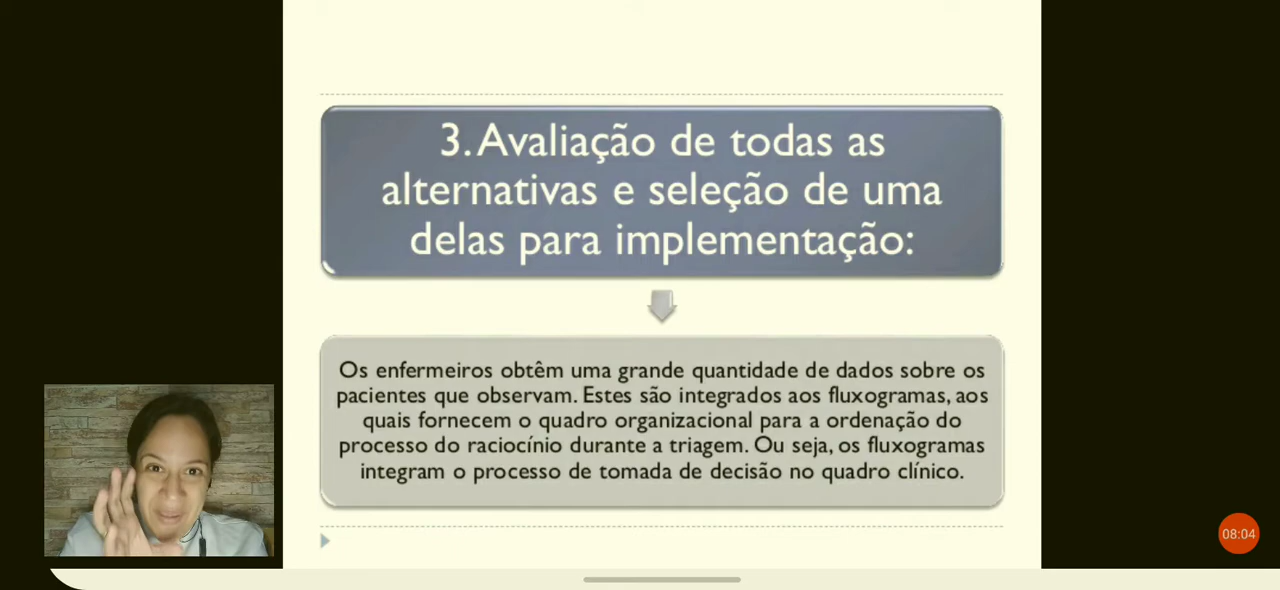 3. Avaliação de todas as
alternativas e seleção de uma
delas para implementação:
Os enfermeiros obtêm uma grande quantidade de dados sobre os
pacientes que observam. Estes são integrados aos fluxogramas, aos
quais fornecem o quadro organizacional para a ordenação do
processo do raciocínio durante a triagem. Ou seja, os fluxogramas
integram o processo de tomada de decisão no quadro clínico.
08:04